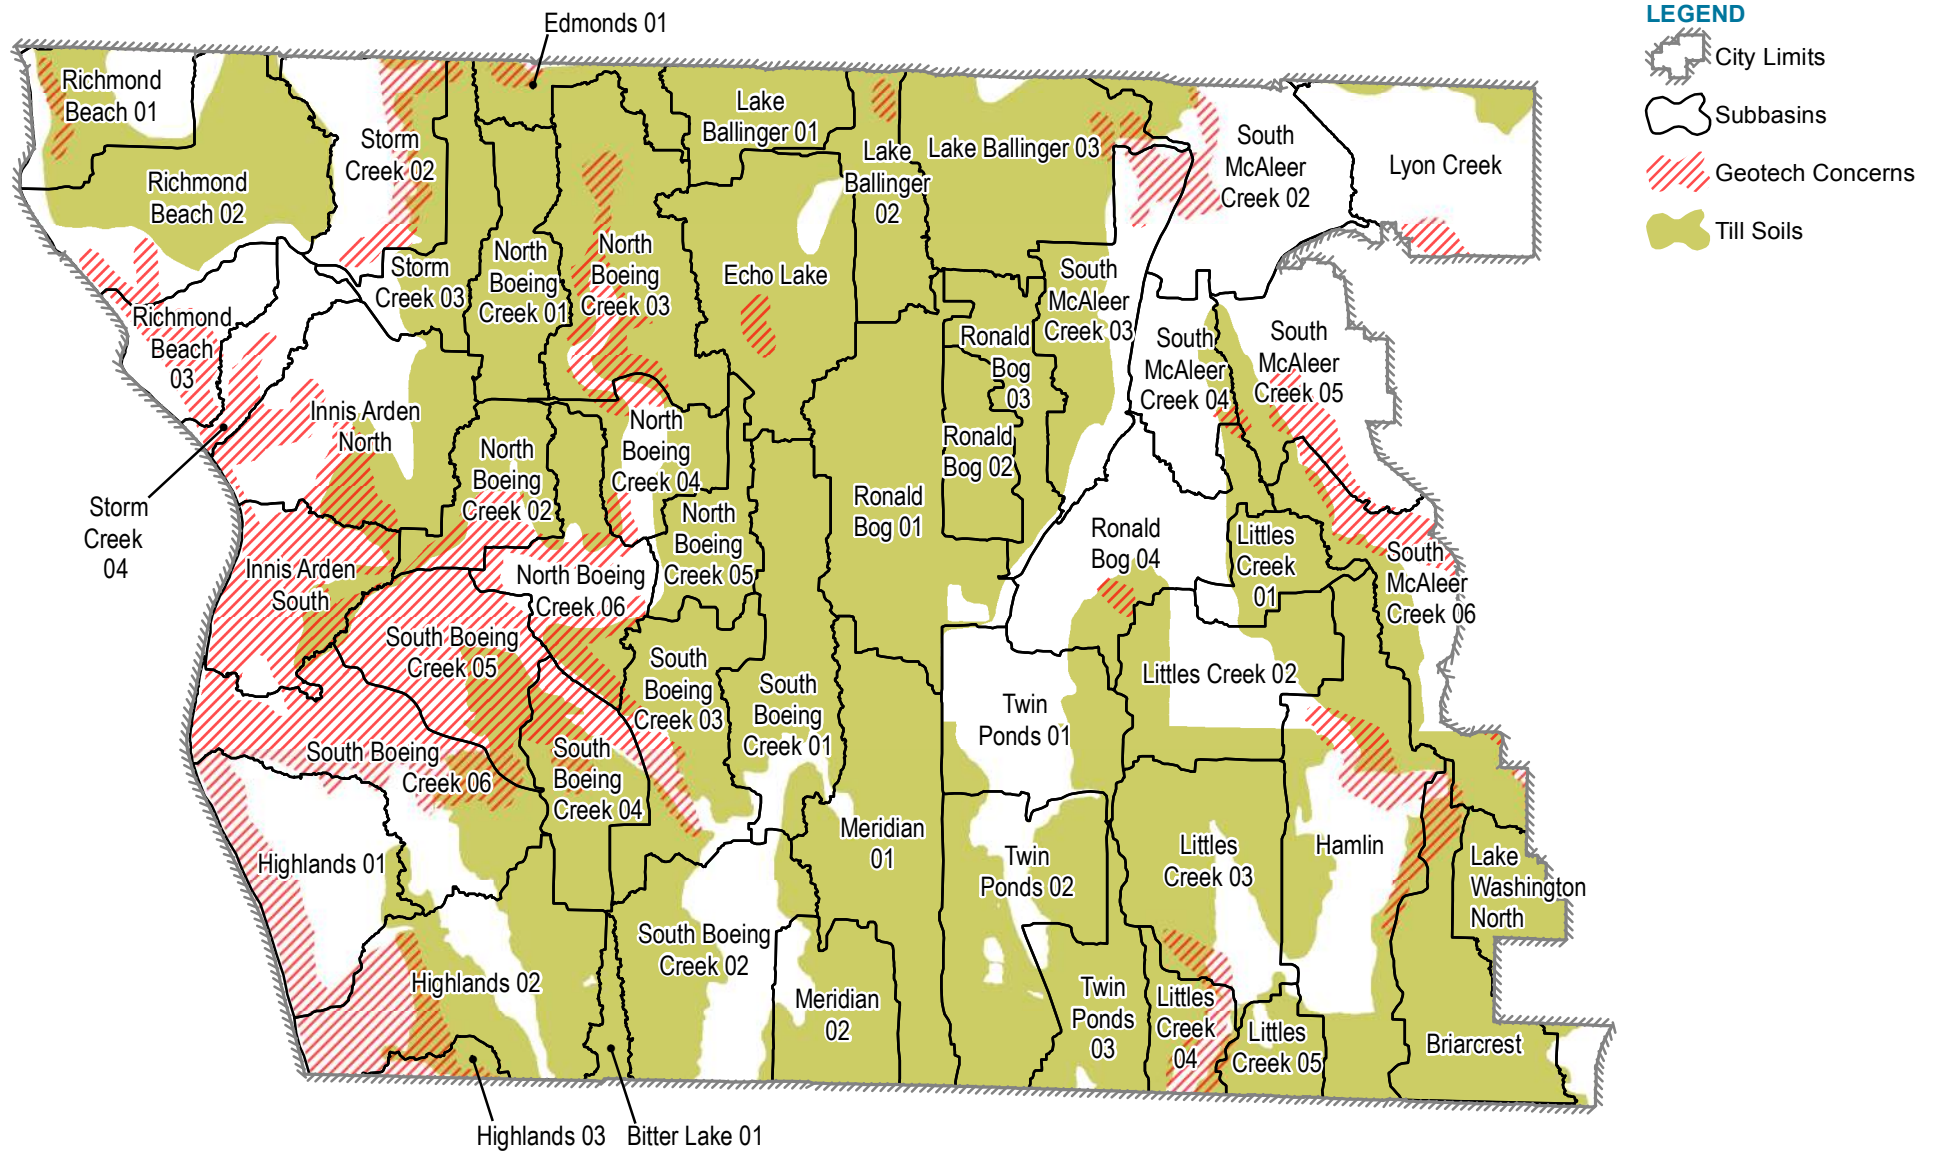 LEGEND
City Limits
Subbasins
Geotech Concerns
Till Soils
Edmonds 01
Richmond
Beach 01
Richmond
Beach 02
Storm
Creek 02
Storm
Creek 03
North
Boeing
Creek 01
North
Boeing
Creek 03
Lake
Ballinger 01
Lake
Ballinger
02
Lake Ballinger 03
South
McAleer
Creek 02
Lyon Creek
Echo Lake
South
McAleer
Creek 03
Richmond
Beach
03
Ronald
Bog
03
South
McAleer
Creek 04
South
McAleer
Creek 05
Innis Arden
North
North
Boeing
Creek 02
North
Boeing
Creek 04
Ronald
Bog 02
Storm
Creek
04
North
Boeing
Creek 05
Ronald
Bog 01
Ronald
Bog 04
Littles
Creek
01
South
McAleer
Creek 06
Innis Arden
South
North Boeing
Creek 06
South Boeing
Creek 05
South
Boeing
Creek 03
South
Boeing
Creek 01
Littles Creek 02
Twin
Ponds 01
South Boeing
Creek 06
South
Boeing
Creek 04
Highlands 01
Meridian
01
Twin
Ponds 02
Littles
Creek 03
Hamlin
Lake
Washington
North
South Boeing
Creek 02
Highlands 02
Meridian
02
Twin
Ponds
03
Littles
Creek
04
Littles
Creek 05
Briarcrest
Highlands 03
Bitter Lake 01